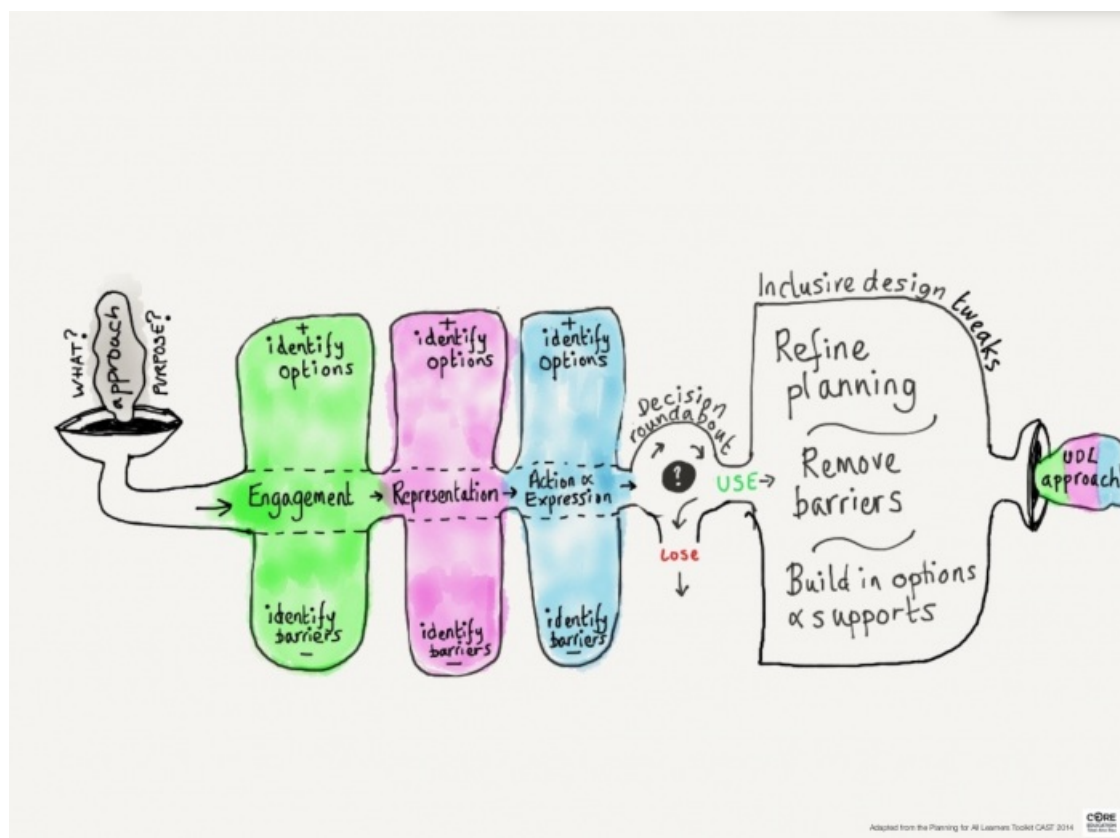 WHAT?
approach
PURPOSE?
+
identify
options
Engagement
identify
barriers
-
+
identify
options
Representation
identify
barriers
-
+
identify
options
Action &
Expression
identify
barriers
-
Decision
roundabout
?
USE
Lose
Inclusive design tweaks
Refine
planning
Remove
barriers
Build in options
& supports
UDL
approach
Adapted from the Planning for All Learners Toolkit CAST 2014
CORE
EDUCATION